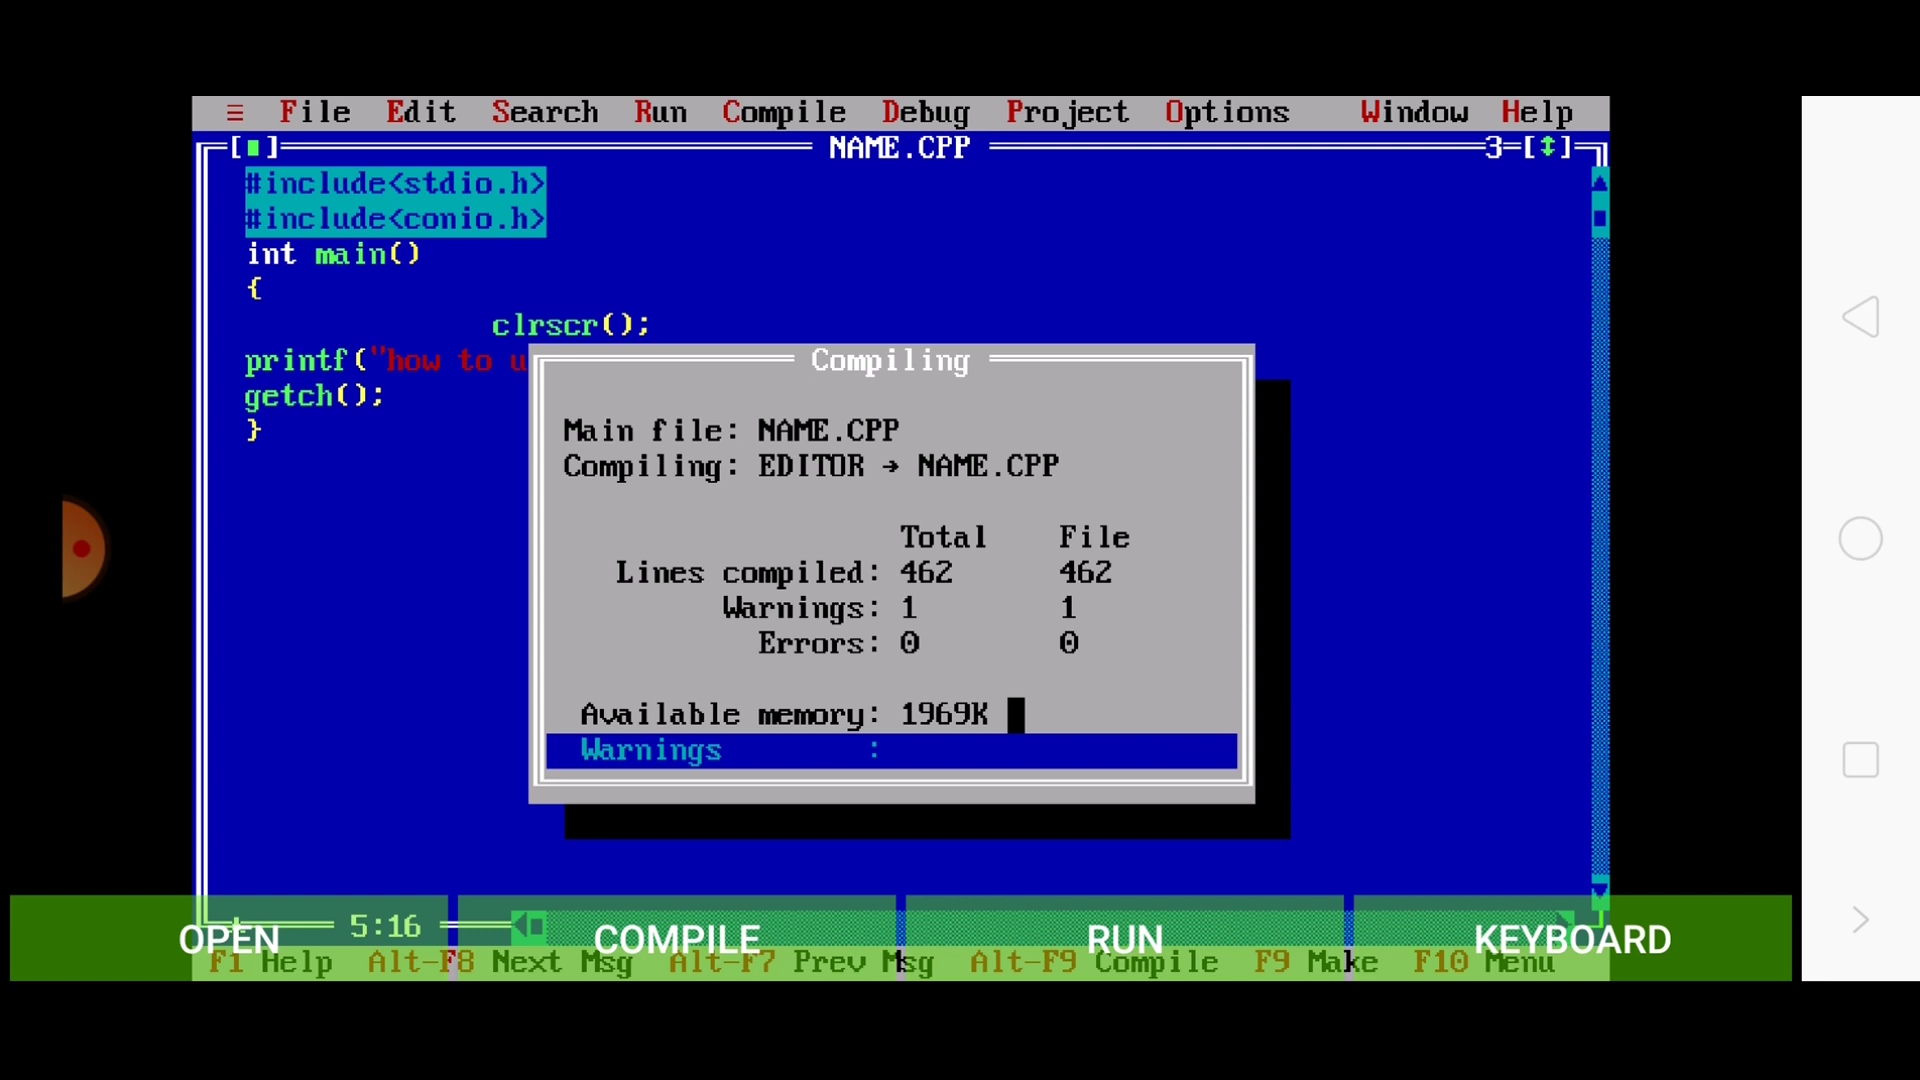 ≡ File Edit Search Run Compile Debug Project Options Window Help
[■] NAME.CPP 3=[↕]
#include<stdio.h>
#include<conio.h>
int main()
{
clrscr();
printf("how to u
getch();
}
Compiling
Main file: NAME.CPP
Compiling: EDITOR → NAME.CPP
Total File
Lines compiled: 462 462
Warnings: 1 1
Errors: 0 0
Available memory: 1969K
Warnings :
5:16
OPEN COMPILE RUN KEYBOARD
F1 Help Alt-F8 Next Msg Alt-F7 Prev Msg Alt-F9 Compile F9 Make F10 Menu